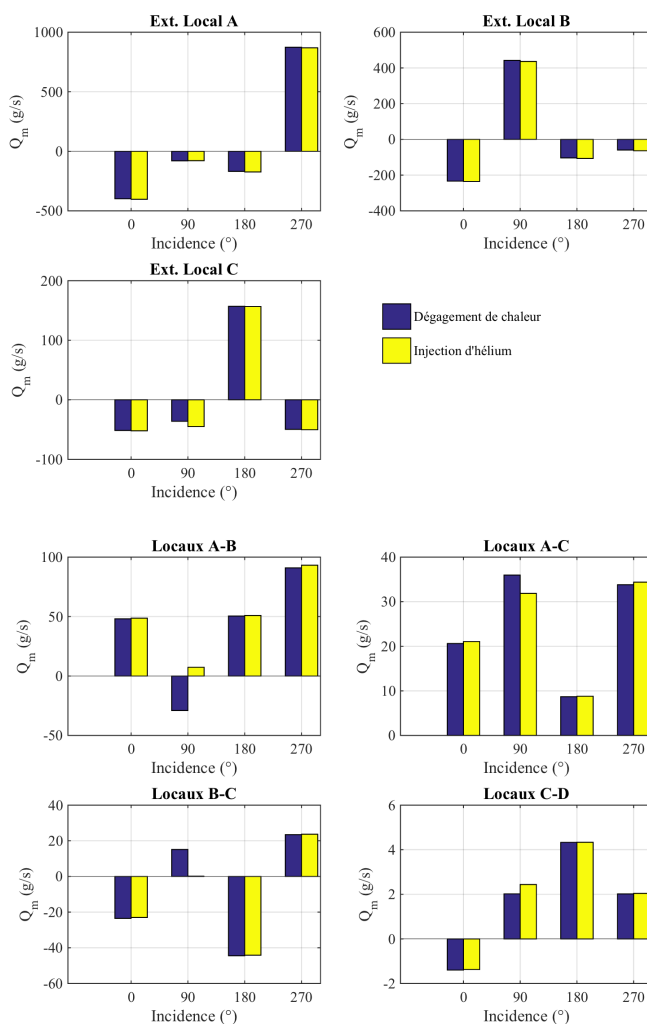 Ext. Local A
1000
500
0
-500
Q_m (g/s)
0 90 180 270
Incidence (°)
Ext. Local B
600
400
200
0
-200
-400
Q_m (g/s)
0 90 180 270
Incidence (°)
Ext. Local C
200
100
0
-100
Q_m (g/s)
0 90 180 270
Incidence (°)
Dégagement de chaleur
Injection d'hélium
Locaux A-B
100
50
0
-50
Q_m (g/s)
0 90 180 270
Incidence (°)
Locaux A-C
40
30
20
10
0
Q_m (g/s)
0 90 180 270
Incidence (°)
Locaux B-C
40
20
0
-20
-40
-60
Q_m (g/s)
0 90 180 270
Incidence (°)
Locaux C-D
6
4
2
0
-2
Q_m (g/s)
0 90 180 270
Incidence (°)